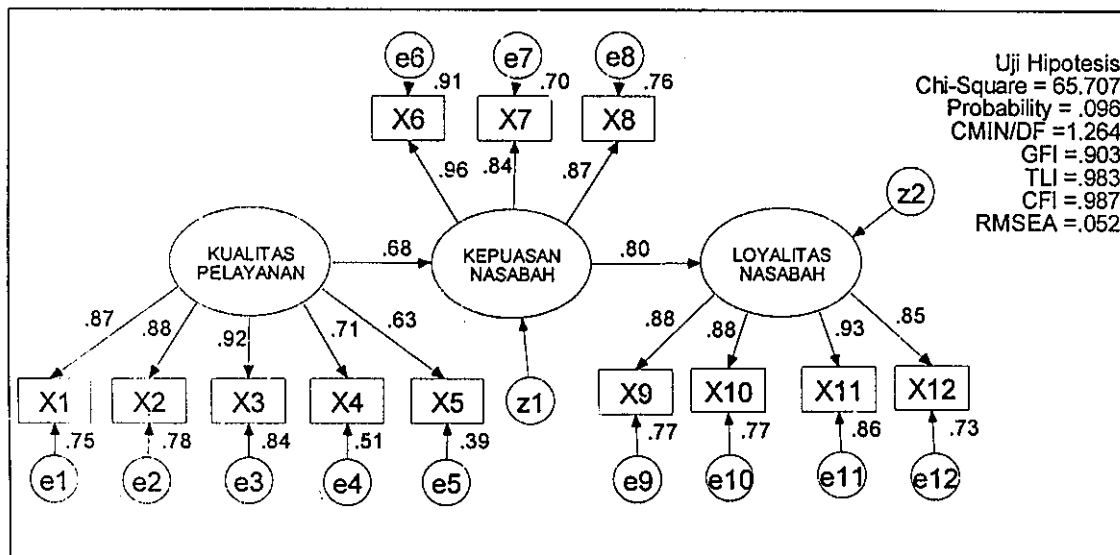 e6
e7
e8
.91
.70
.76
X6
X7
X8
.96
.84
.87
Uji Hipotesis
Chi-Square = 65.707
Probability = .096
CMIN/DF =1.264
GFI =.903
TLI =.983
CFI =.987
RMSEA =.052
z2
KUALITAS
PELAYANAN
.68
KEPUASAN
NASABAH
.80
LOYALITAS
NASABAH
.87
.88
.92
.71
.63
.88
.88
.93
.85
X1
X2
X3
X4
X5
z1
X9
X10
X11
X12
.75
.78
.84
.51
.39
.77
.77
.86
.73
e1
e2
e3
e4
e5
e9
e10
e11
e12